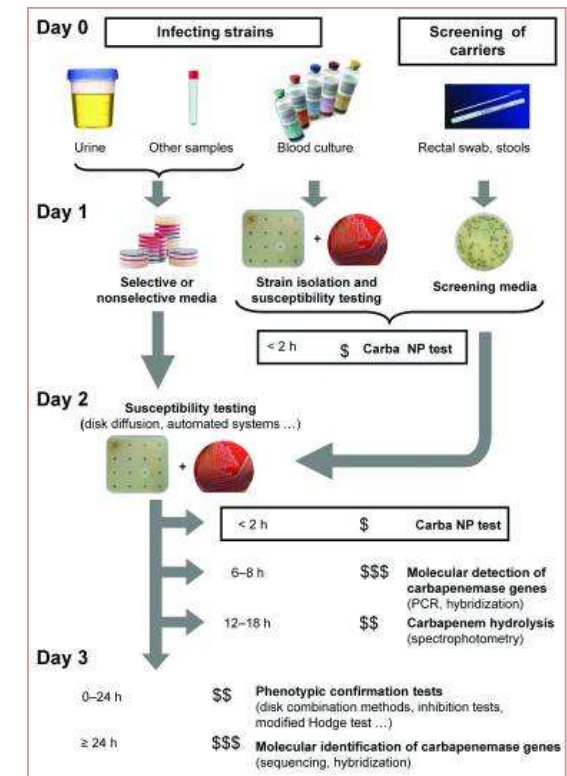 Day 0
Infecting strains
Screening of
carriers
Urine
Other samples
Blood culture
Rectal swab, stools
Day 1
+
Selective or
nonselective media
Strain isolation and
susceptibility testing
Screening media
< 2 h $ Carba NP test
Day 2
Susceptibility testing
(disk diffusion, automated systems ...)
+
< 2 h $ Carba NP test
6–8 h $$$ Molecular detection of
carbapenemase genes
(PCR, hybridization)
12–18 h $$ Carbapenem hydrolysis
(spectrophotometry)
Day 3
0–24 h $$ Phenotypic confirmation tests
(disk combination methods, inhibition tests,
modified Hodge test ...)
≥ 24 h $$$ Molecular identification of carbapenemase genes
(sequencing, hybridization)